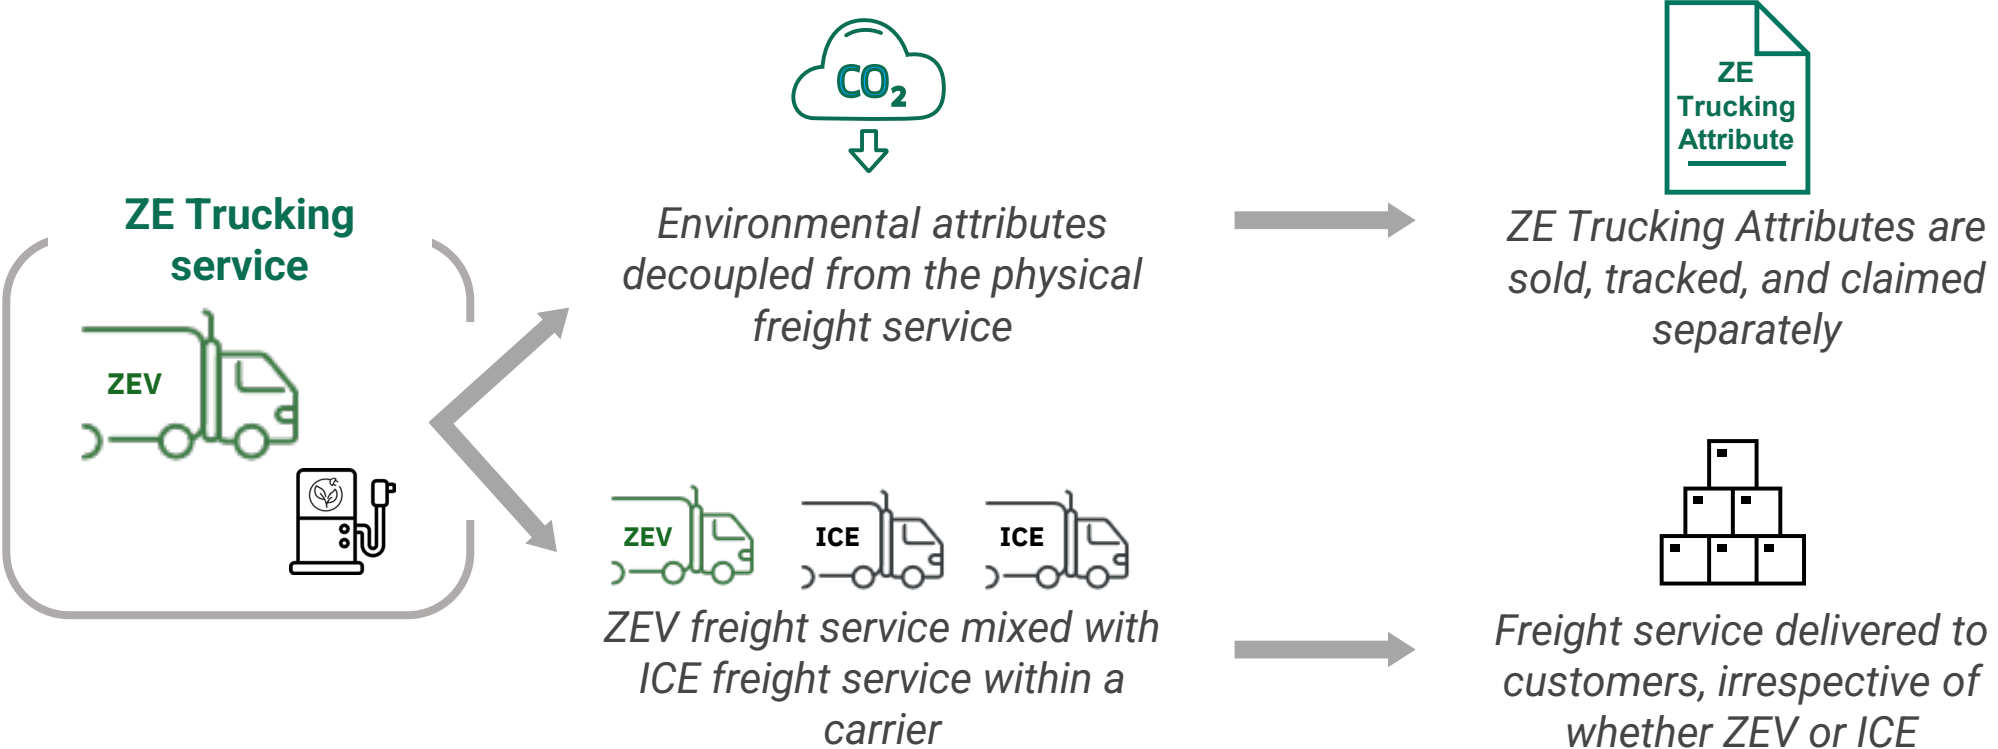 ZE Trucking
service
ZEV
CO2
Environmental attributes
decoupled from the physical
freight service
ZE
Trucking
Attribute
ZE Trucking Attributes are
sold, tracked, and claimed
separately
ZEV
ICE
ICE
ZEV freight service mixed with
ICE freight service within a
carrier
Freight service delivered to
customers, irrespective of
whether ZEV or ICE